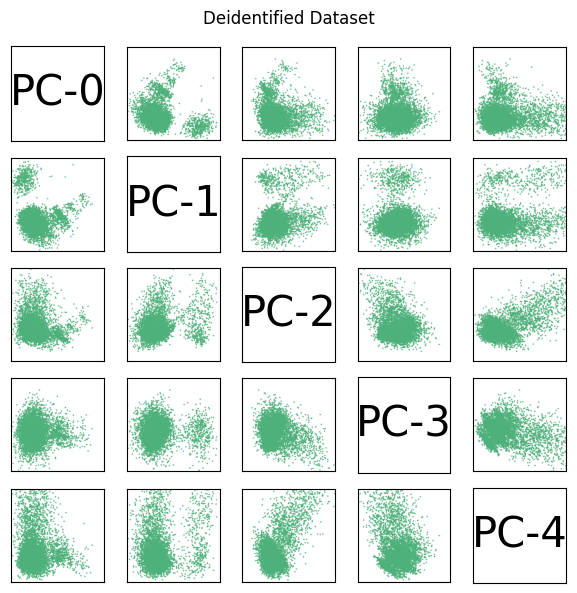 Deidentified Dataset
PC-0
PC-1
PC-2
PC-3
PC-4